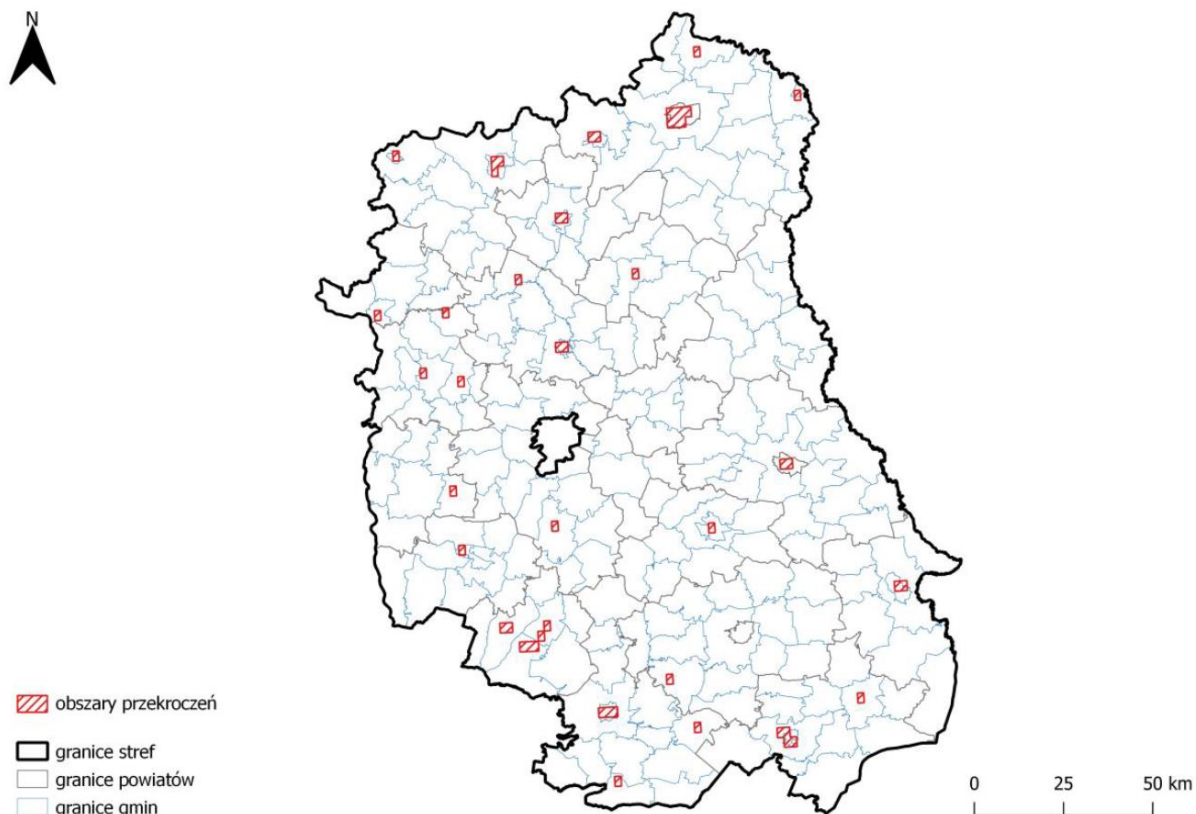 N
obszary przekroczeń
granice stref
granice powiatów
granice gmin
0 25 50 km